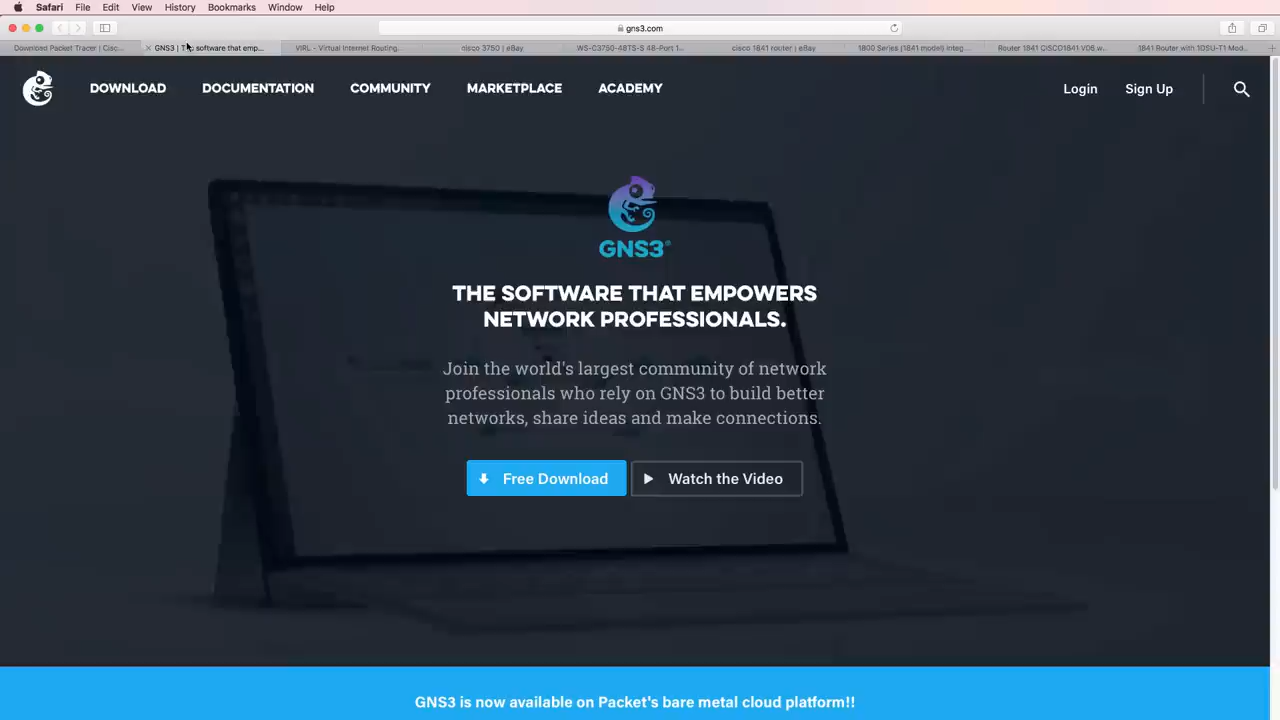 Safari File Edit View History Bookmarks Window Help
gns3.com
Download Packet Tracer | Cisc... GNS3 | The software that emp... VIRL - Virtual Internet Routing... cisco 3750 | eBay WS-C3750-48TS-S 48-Port 1... cisco 1841 router | eBay 1800 Series (1841 model) Integ... Router 1841 CISCO1841 V06 w... 1841 Router with 1DSU-T1 Mod...
DOWNLOAD DOCUMENTATION COMMUNITY MARKETPLACE ACADEMY Login Sign Up
GNS3®
THE SOFTWARE THAT EMPOWERS
NETWORK PROFESSIONALS.
Join the world's largest community of network
professionals who rely on GNS3 to build better
networks, share ideas and make connections.
Free Download Watch the Video
GNS3 is now available on Packet's bare metal cloud platform!!